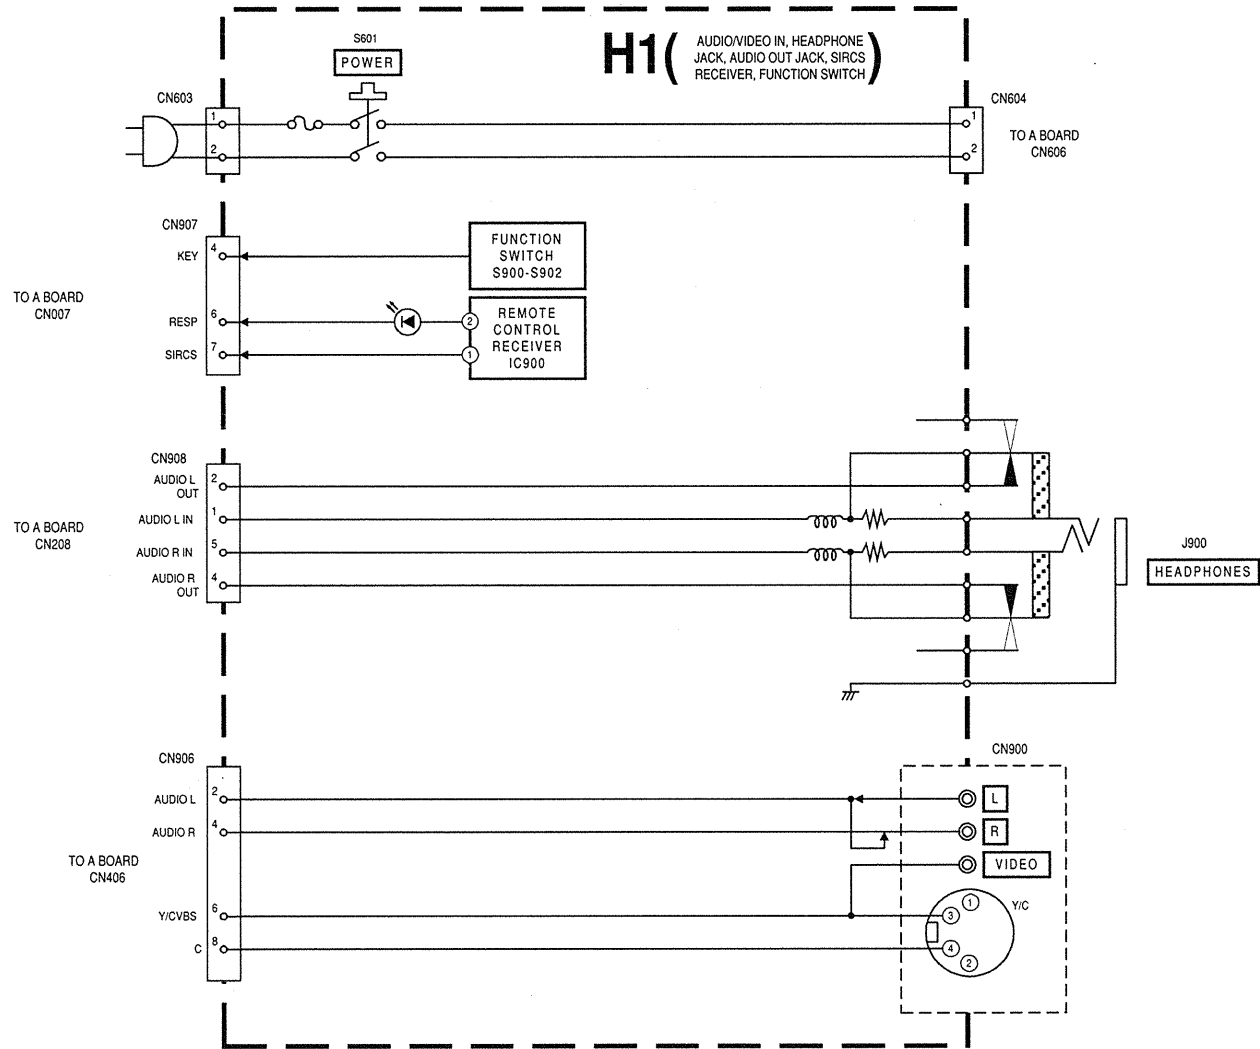 H1 ( AUDIO/VIDEO IN, HEADPHONE
JACK, AUDIO OUT JACK, SIRCS
RECEIVER, FUNCTION SWITCH )
S601
POWER
CN603
1
2
CN604
1
2
TO A BOARD
CN606
CN907
KEY
4
RESP
6
SIRCS
7
TO A BOARD
CN007
FUNCTION
SWITCH
S900-S902
2
1
REMOTE
CONTROL
RECEIVER
IC900
CN908
AUDIO L
OUT
2
AUDIO L IN
1
AUDIO R IN
5
AUDIO R
OUT
4
TO A BOARD
CN208
J900
HEADPHONES
CN906
AUDIO L
2
AUDIO R
4
TO A BOARD
CN406
Y/CVBS
6
C
8
CN900
L
R
VIDEO
Y/C
1
3
4
2